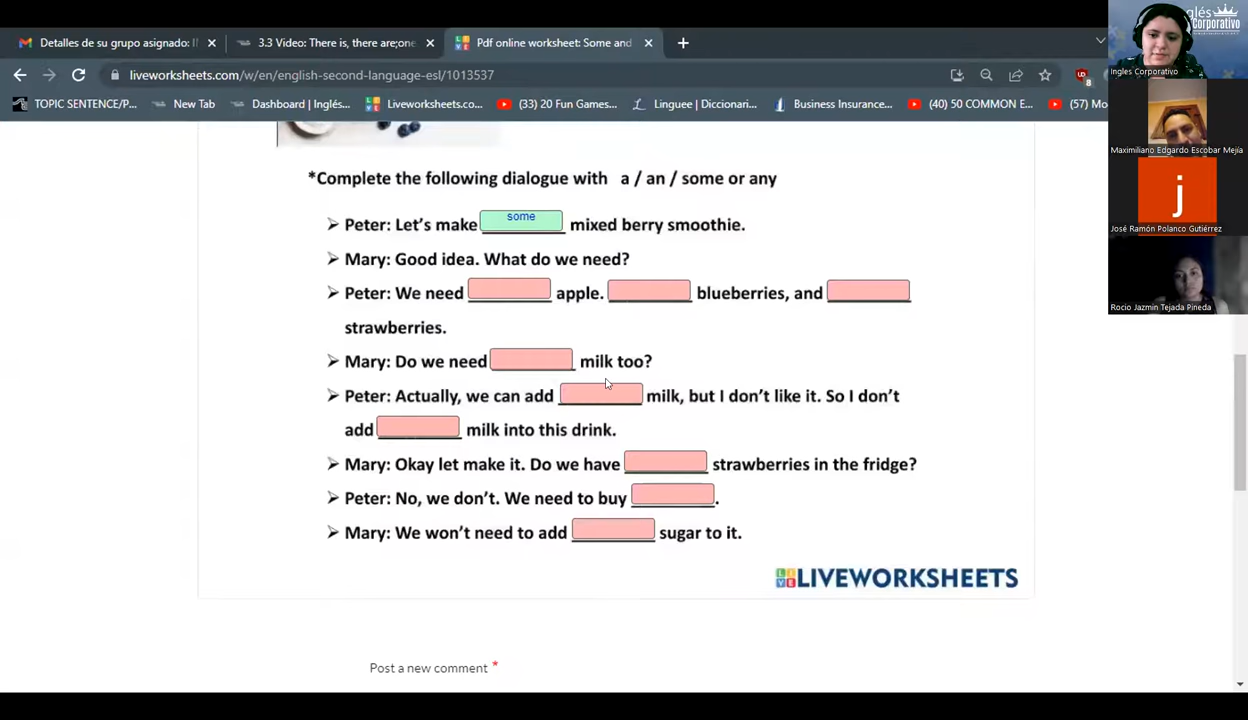 Detalles de su grupo asignado: I
3.3 Video: There is, there are;one
Pdf online worksheet: Some and
liveworksheets.com/w/en/english-second-language-esl/1013537
TOPIC SENTENCE/P...
New Tab
Dashboard | Inglés...
Liveworksheets.co...
(33) 20 Fun Games...
Linguee | Diccionari...
Business Insurance...
(40) 50 COMMON E...
(57) Mo
*Complete the following dialogue with a / an / some or any
Peter: Let's make some mixed berry smoothie.
Mary: Good idea. What do we need?
Peter: We need apple. blueberries, and
strawberries.
Mary: Do we need milk too?
Peter: Actually, we can add milk, but I don't like it. So I don't
add milk into this drink.
Mary: Okay let make it. Do we have strawberries in the fridge?
Peter: No, we don't. We need to buy .
Mary: We won't need to add sugar to it.
LIVE LIVEWORKSHEETS
Post a new comment *
glés
Corporativo
Ingles Corporativo
Maximiliano Edgardo Escobar Mejía
j
José Ramón Polanco Gutiérrez
Rocio Jazmin Tejada Pineda